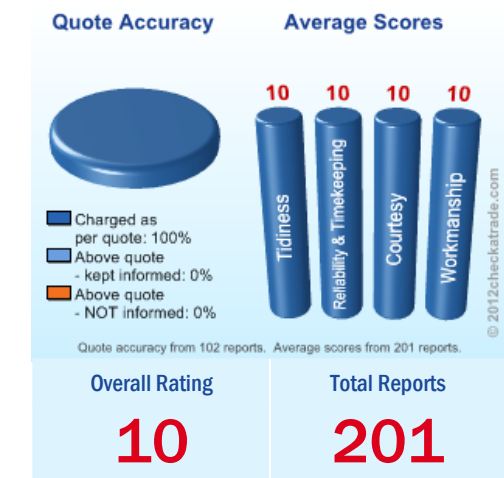 Quote Accuracy
Average Scores
10 10 10 10
Tidiness
Reliability & Timekeeping
Courtesy
Workmanship
Charged as
per quote: 100%
Above quote
- kept informed: 0%
Above quote
- NOT informed: 0%
© 2012checkatrade.com
Quote accuracy from 102 reports. Average scores from 201 reports.
Overall Rating
10
Total Reports
201